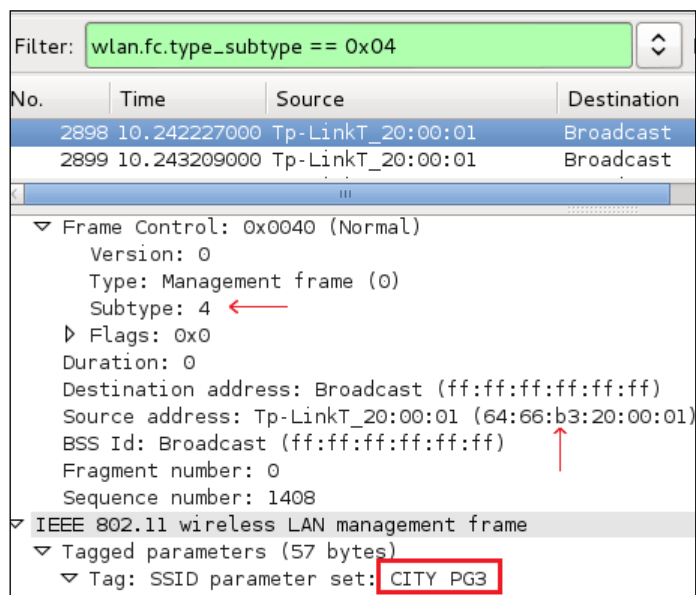 Filter: wlan.fc.type_subtype == 0x04
No. Time Source Destination
2898 10.242227000 Tp-LinkT_20:00:01 Broadcast
2899 10.243209000 Tp-LinkT_20:00:01 Broadcast
Frame Control: 0x0040 (Normal)
Version: 0
Type: Management frame (0)
Subtype: 4
Flags: 0x0
Duration: 0
Destination address: Broadcast (ff:ff:ff:ff:ff:ff)
Source address: Tp-LinkT_20:00:01 (64:66:b3:20:00:01)
BSS Id: Broadcast (ff:ff:ff:ff:ff:ff)
Fragment number: 0
Sequence number: 1408
IEEE 802.11 wireless LAN management frame
Tagged parameters (57 bytes)
Tag: SSID parameter set: CITY PG3